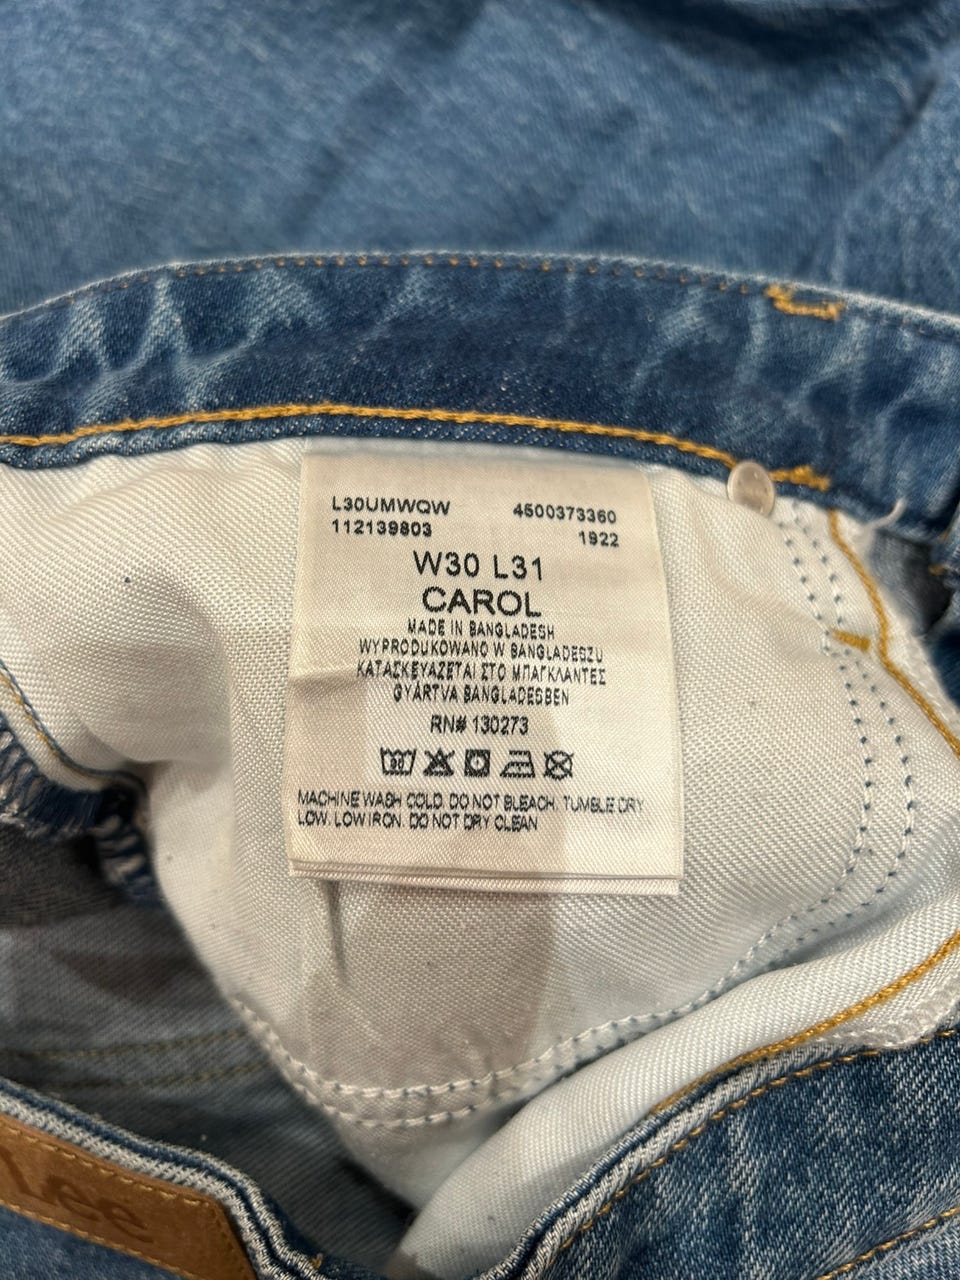 L30UMWQW 4500373360
112139803 1922
W30 L31
CAROL
MADE IN BANGLADESH
WYPRODUKOWANO W BANGLADESZU
ΚΑΤΑΣΚΕΥΑΖΕΤΑΙ ΣΤΟ ΜΠΑΓΚΛΑΝΤΕΣ
GYÁRTVA BANGLADESBEN
RN# 130273
30
MACHINE WASH COLD. DO NOT BLEACH. TUMBLE DRY
LOW. LOW IRON. DO NOT DRY CLEAN
Lee